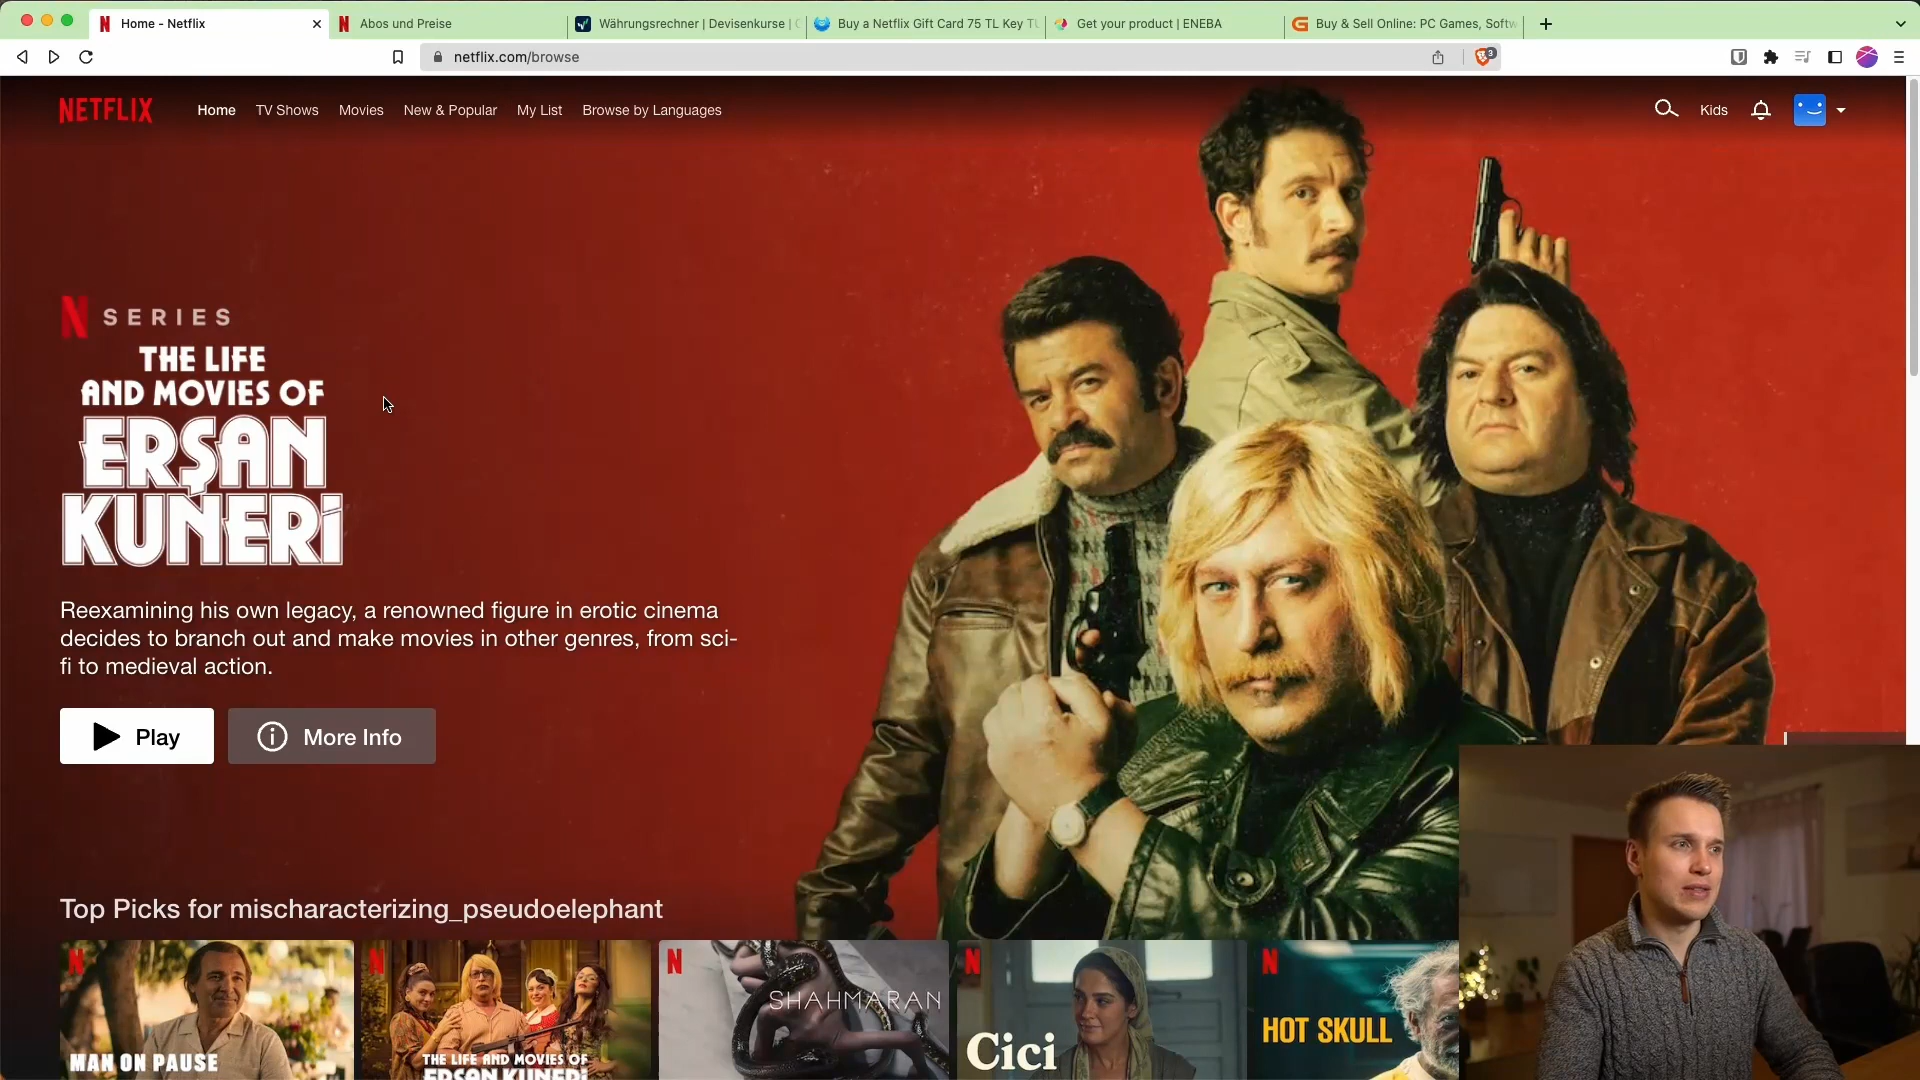 Home - Netflix
Abos und Preise
Währungsrechner | Devisenkurse |
Buy a Netflix Gift Card 75 TL Key
Get your product | ENEBA
Buy & Sell Online: PC Games, Softw
netflix.com/browse
3
NETFLIX
Home
TV Shows
Movies
New & Popular
My List
Browse by Languages
Kids
N SERIES
THE LIFE
AND MOVIES OF
ERŞAN
KUNERİ
Reexamining his own legacy, a renowned figure in erotic cinema
decides to branch out and make movies in other genres, from sci-
fi to medieval action.
Play
More Info
Top Picks for mischaracterizing_pseudoelephant
N
MAN ON PAUSE
N
THE LIFE AND MOVIES OF
ERŞAN KUNERİ
N
SHAHMARAN
N
Cici
N
HOT SKULL